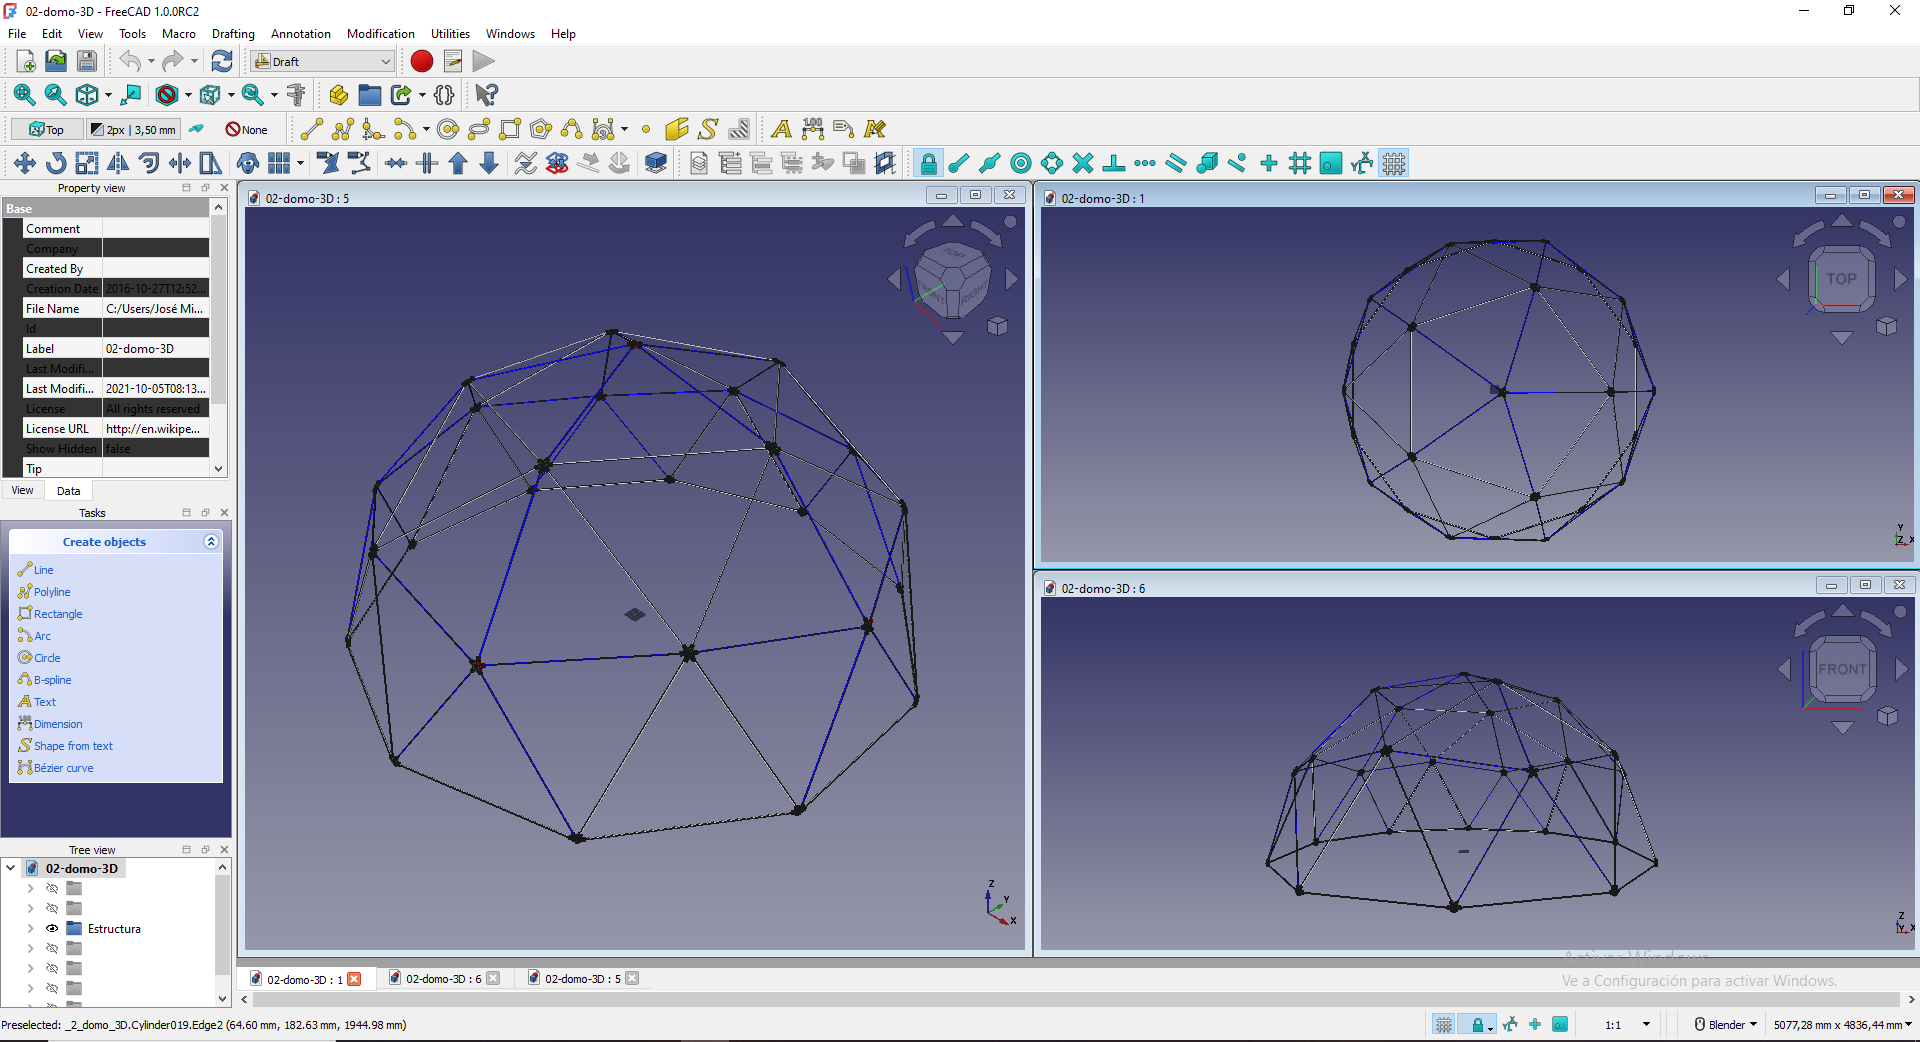 02-domo-3D - FreeCAD 1.0.0RC2
File Edit View Tools Macro Drafting Annotation Modification Utilities Windows Help
Draft
Top 2px | 3,50 mm None
Property view
Base
Comment
Company
Created By
Creation Date 2016-10-27T12:52...
File Name C:/Users/José Mi...
Id
Label 02-domo-3D
Last Modifi...
Last Modifi... 2021-10-05T08:13...
License All rights reserved
License URL http://en.wikipe...
Show Hidden false
Tip
View Data
Tasks
Create objects
Line
Polyline
Rectangle
Arc
Circle
B-spline
Text
Dimension
Shape from text
Bézier curve
Tree view
02-domo-3D
Estructura
02-domo-3D : 5
TOP
FRONT
RIGHT
Z
Y
X
02-domo-3D : 1
TOP
Y
Z X
02-domo-3D : 6
FRONT
Z
Y X
Activar Windows
Ve a Configuración para activar Windows.
02-domo-3D : 1 02-domo-3D : 6 02-domo-3D : 5
Preselected: _2_domo_3D.Cylinder019.Edge2 (64.60 mm, 182.63 mm, 1944.98 mm)
1:1 Blender 5077,28 mm x 4836,44 mm